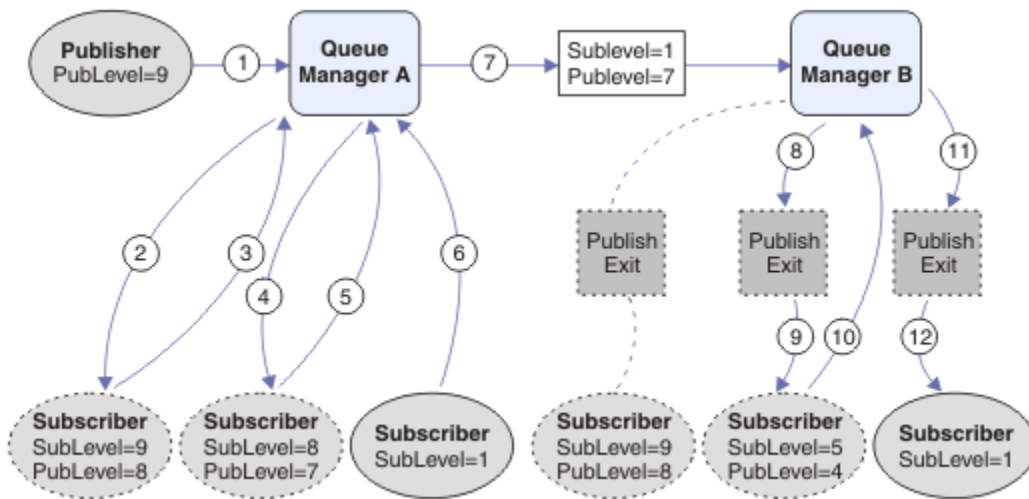 Publisher
PubLevel=9
1
Queue
Manager A
7
Sublevel=1
Publevel=7
Queue
Manager B
8
11
2
3
4
5
6
Publish
Exit
Publish
Exit
Publish
Exit
9
10
12
Subscriber
SubLevel=9
PubLevel=8
Subscriber
SubLevel=8
PubLevel=7
Subscriber
SubLevel=1
Subscriber
SubLevel=9
PubLevel=8
Subscriber
SubLevel=5
PubLevel=4
Subscriber
SubLevel=1